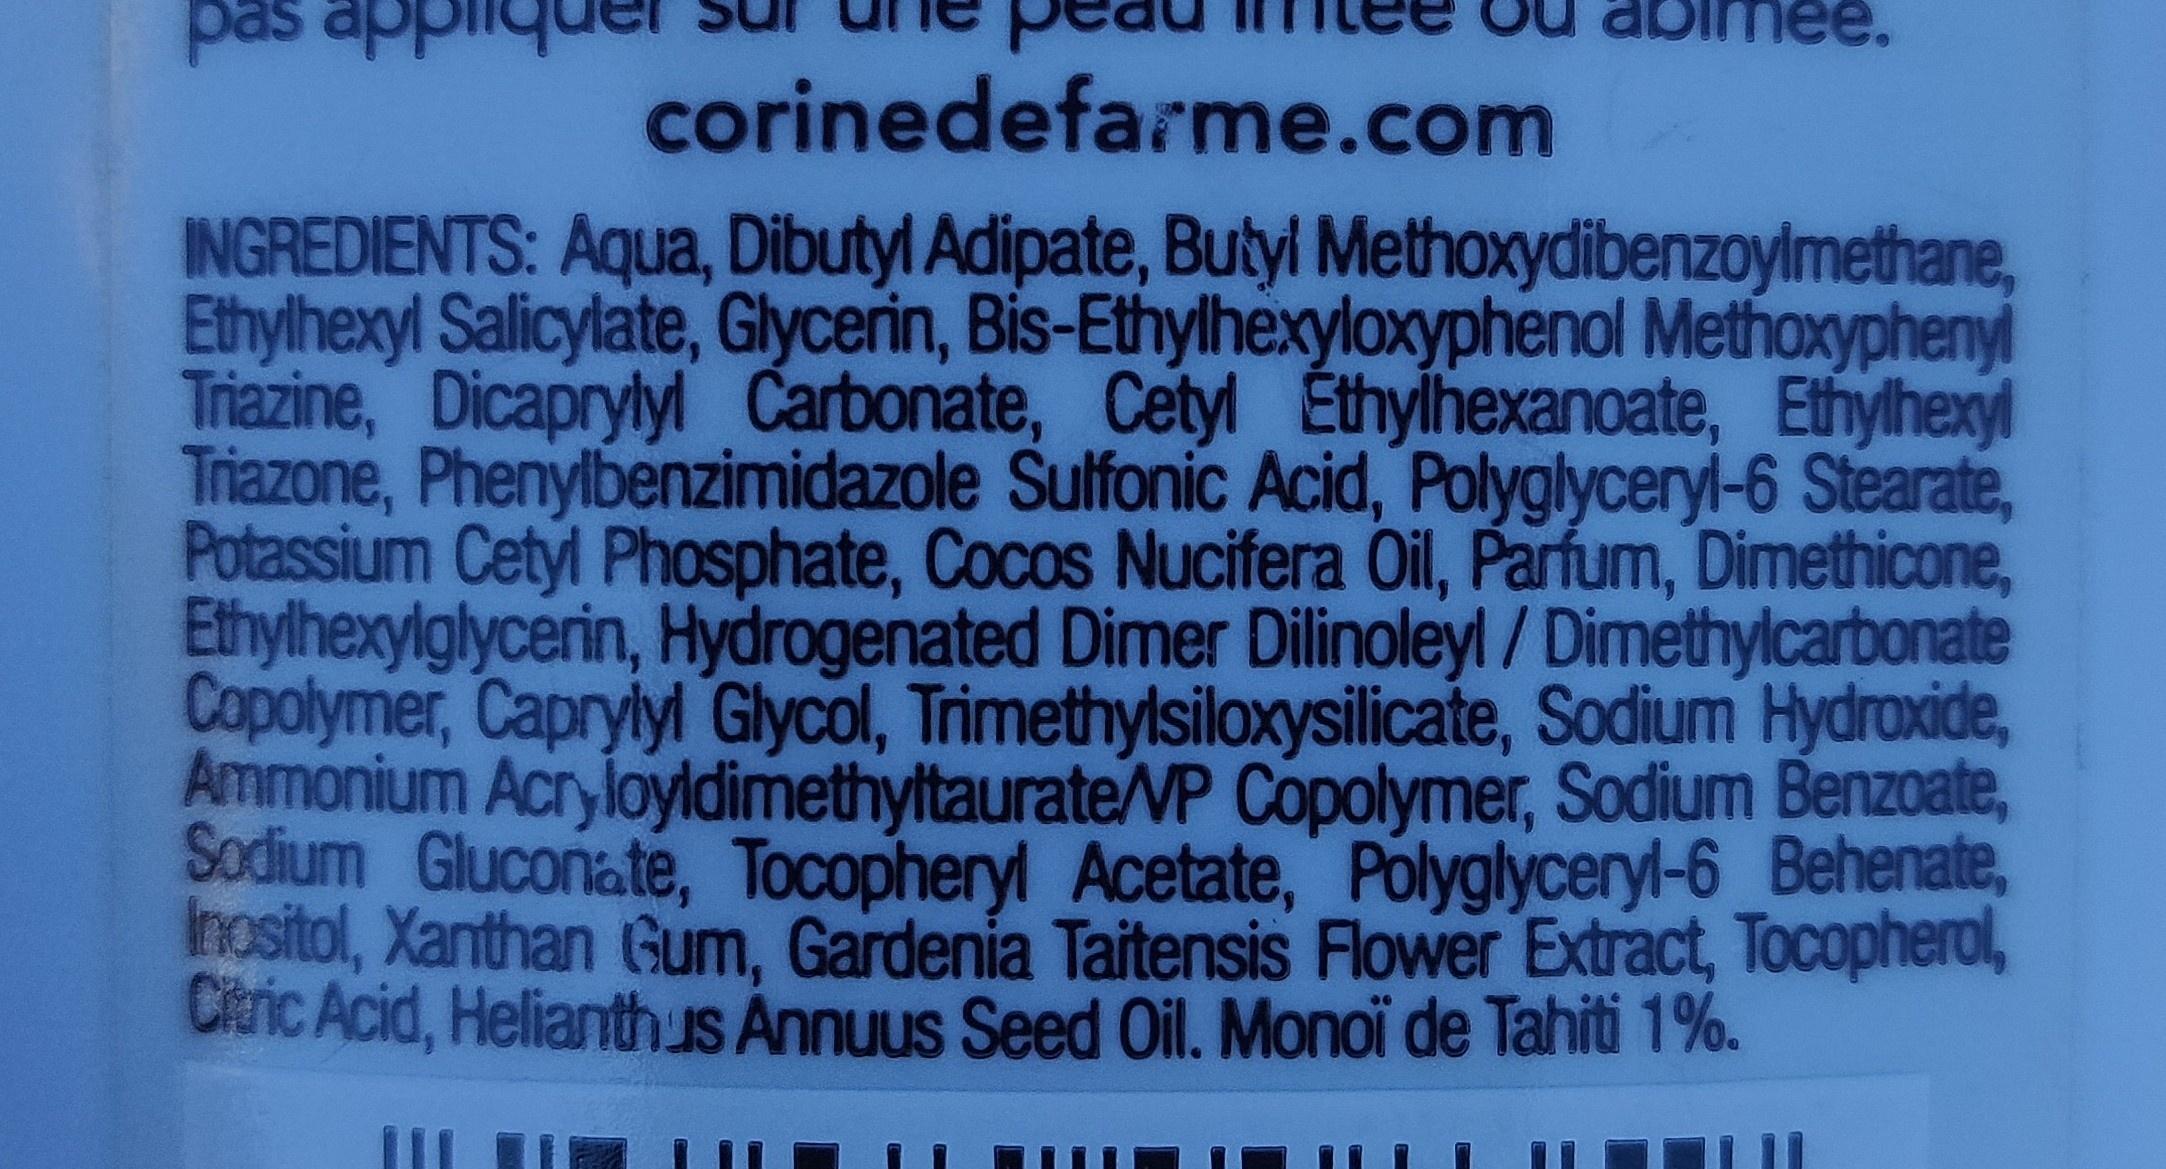 pas appliquer sur une peau irritée ou abîmée.
corinedefarme.com
INGREDIENTS: Aqua, Dibutyl Adipate, Butyl Methoxydibenzoylmethane,
Ethylhexyl Salicylate, Glycerin, Bis-Ethylhexyloxyphenol Methoxyphenyl
Triazine, Dicaprylyl Carbonate, Cetyl Ethylhexanoate, Ethylhexyl
Triazone, Phenylbenzimidazole Sulfonic Acid, Polyglyceryl-6 Stearate,
Potassium Cetyl Phosphate, Cocos Nucifera Oil, Parfum, Dimethicone,
Ethylhexylglycerin, Hydrogenated Dimer Dilinoleyl / Dimethylcarbonate
Copolymer, Caprylyl Glycol, Trimethylsiloxysilicate, Sodium Hydroxide,
Ammonium Acryloyldimethyltaurate/VP Copolymer, Sodium Benzoate,
Sodium Gluconate, Tocopheryl Acetate, Polyglyceryl-6 Behenate,
Inositol, Xanthan Gum, Gardenia Taitensis Flower Extract, Tocopherol,
Citric Acid, Helianthus Annuus Seed Oil. Monoï de Tahiti 1%.